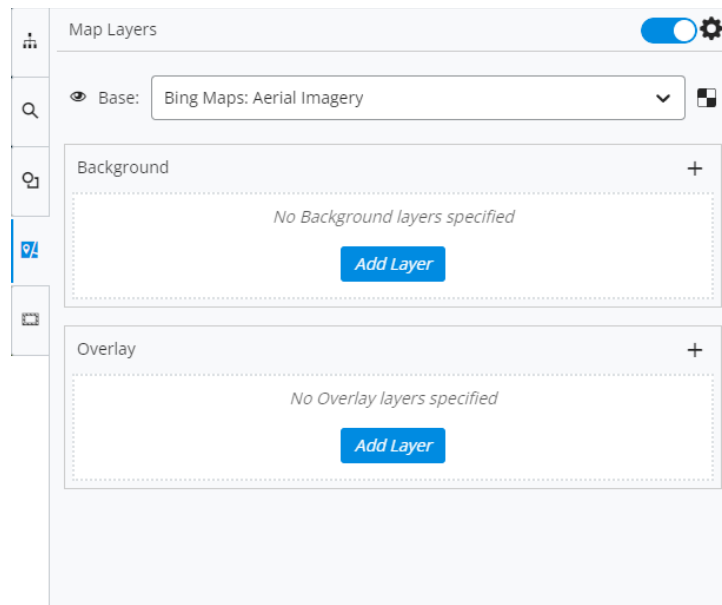 Map Layers
Base: Bing Maps: Aerial Imagery
Background
No Background layers specified
Add Layer
Overlay
No Overlay layers specified
Add Layer